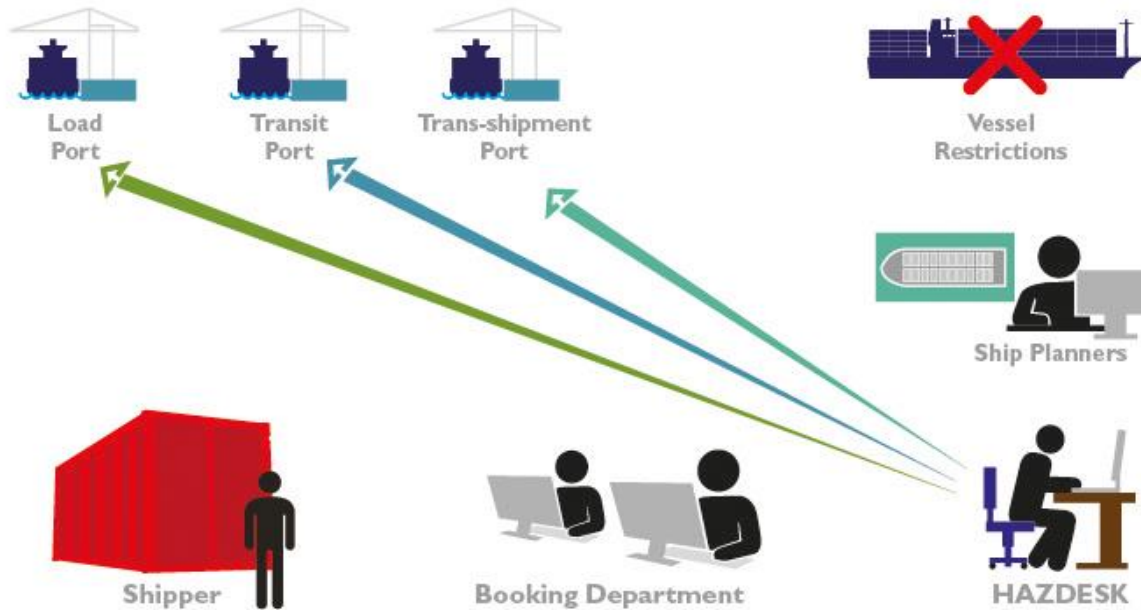 Load
Port
Transit
Port
Trans-shipment
Port
Vessel
Restrictions
Ship Planners
Shipper
Booking Department
HAZDESK